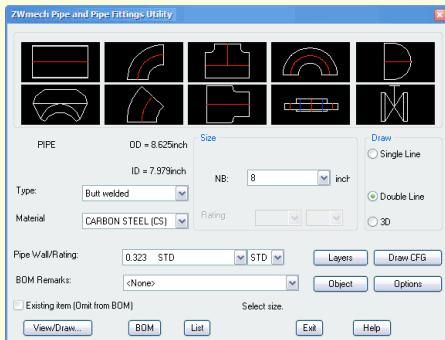 ZWmech Pipe and Pipe Fittings Utility
PIPE
OD = 8.625inch
ID = 7.979inch
Type:
Butt welded
Material
CARBON STEEL (CS)
Size
NB:
8
inch
Rating:
Draw
Single Line
Double Line
3D
Pipe Wall/Rating:
0.323 STD
STD
Layers
Draw CFG
BOM Remarks:
<None>
Object
Options
Existing item (Omit from BOM)
Select size.
View/Draw...
BOM
List
Exit
Help